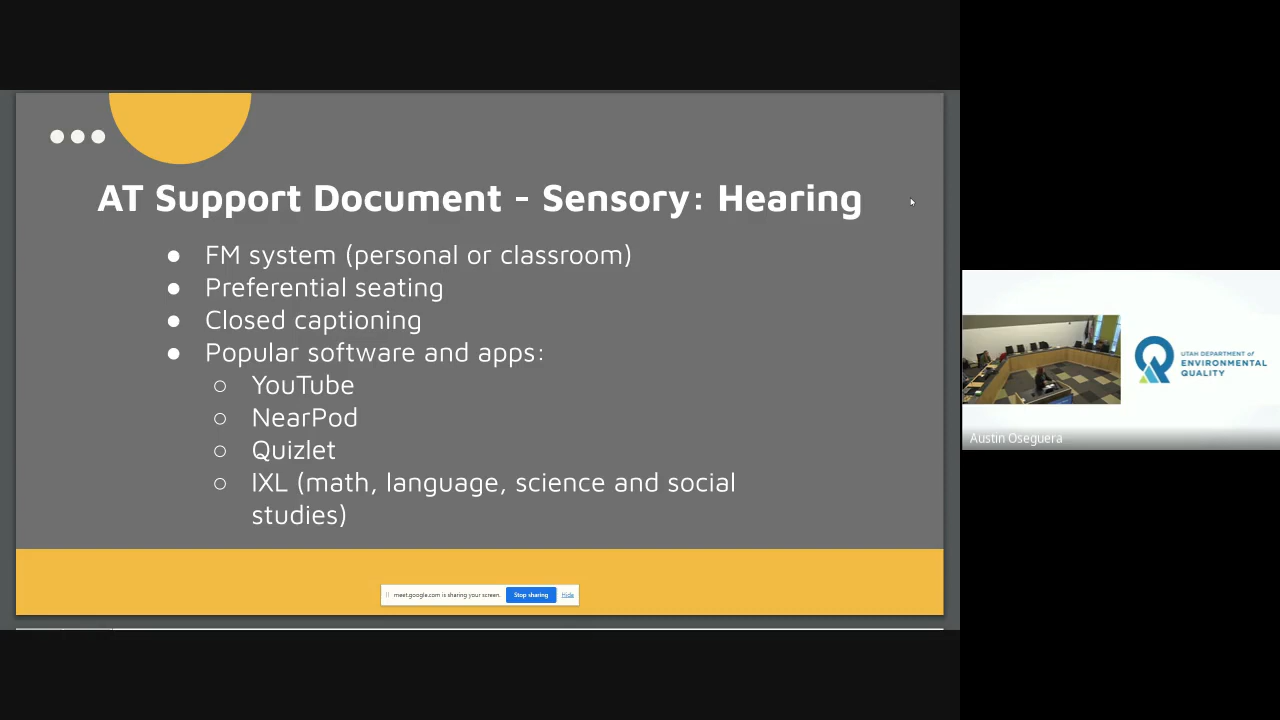 AT Support Document - Sensory: Hearing
● FM system (personal or classroom)
● Preferential seating
● Closed captioning
● Popular software and apps:
○ YouTube
○ NearPod
○ Quizlet
○ IXL (math, language, science and social
studies)
meet.google.com is sharing your screen.
Stop sharing
Hide
UTAH DEPARTMENT of
ENVIRONMENTAL
QUALITY
Austin Oseguera